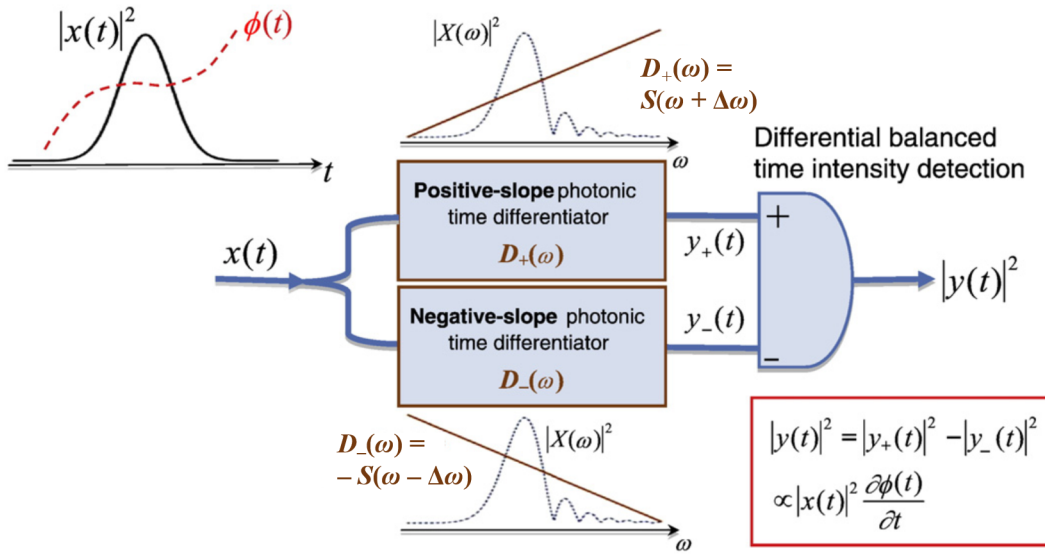 |x(t)|²
ϕ(t)
t
|X(ω)|²
D₊(ω) =
S(ω + Δω)
ω
Differential balanced
time intensity detection
Positive-slope photonic
time differentiator
D₊(ω)
x(t)
y₊(t)
+
|y(t)|²
Negative-slope photonic
time differentiator
D₋(ω)
y₋(t)
−
D₋(ω) =
− S(ω − Δω)
|X(ω)|²
ω
|y(t)|² = |y₊(t)|² − |y₋(t)|²
∝ |x(t)|² ∂ϕ(t)/∂t